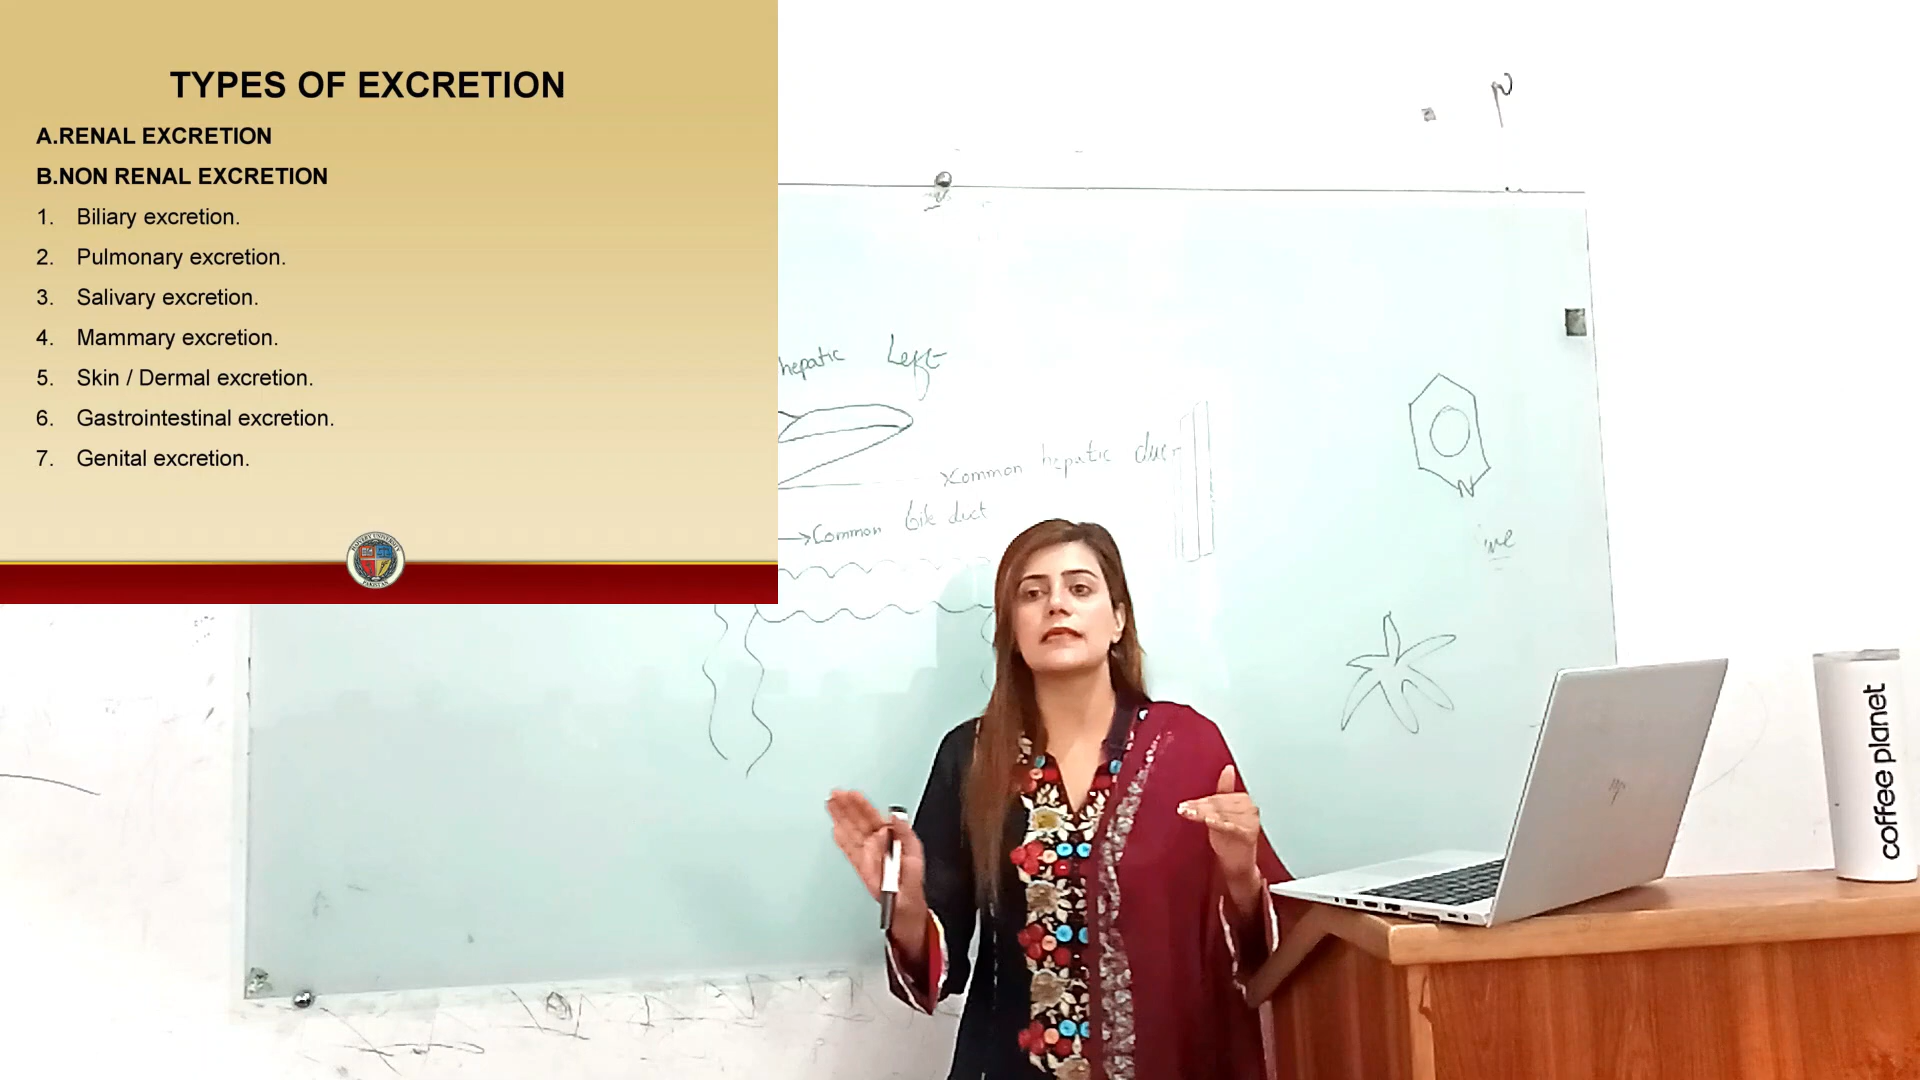 TYPES OF EXCRETION
A.RENAL EXCRETION
B.NON RENAL EXCRETION
1. Biliary excretion.
2. Pulmonary excretion.
3. Salivary excretion.
4. Mammary excretion.
5. Skin / Dermal excretion.
6. Gastrointestinal excretion.
7. Genital excretion.
hepatic Left
Common hepatic duct
Common bile duct
hp
coffee planet